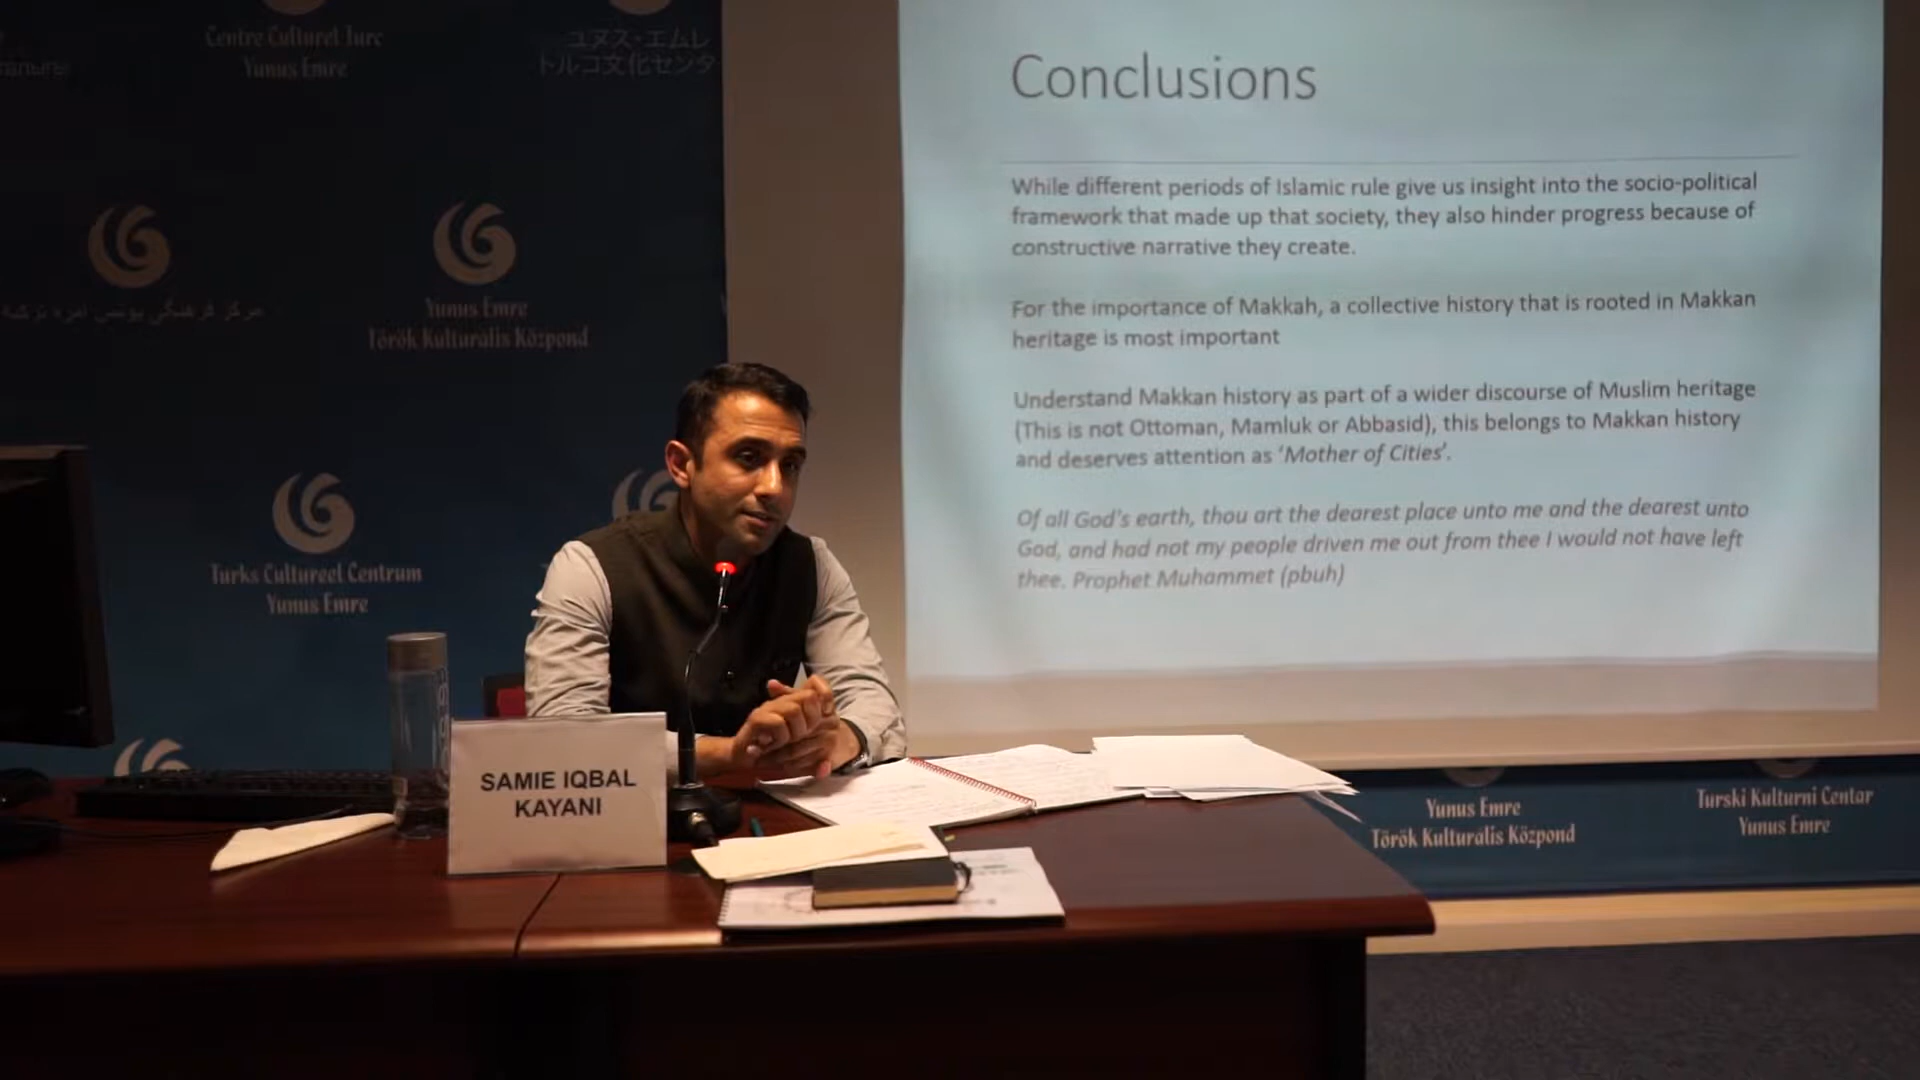 Centre Culturel Turc
Yunus Emre
ユヌス・エムレ
トルコ文化センタ
مرکز فرهنگی یونس امره ترکیه
Yunus Emre
Török Kulturális Központ
Turks Cultureel Centrum
Yunus Emre
Conclusions
While different periods of Islamic rule give us insight into the socio-political
framework that made up that society, they also hinder progress because of
constructive narrative they create.
For the importance of Makkah, a collective history that is rooted in Makkan
heritage is most important
Understand Makkan history as part of a wider discourse of Muslim heritage
(This is not Ottoman, Mamluk or Abbasid), this belongs to Makkan history
and deserves attention as ‘Mother of Cities’.
Of all God's earth, thou art the dearest place unto me and the dearest unto
God, and had not my people driven me out from thee I would not have left
thee. Prophet Muhammet (pbuh)
SAMIE IQBAL
KAYANI
Yunus Emre
Török Kulturális Központ
Turski Kulturni Centar
Yunus Emre